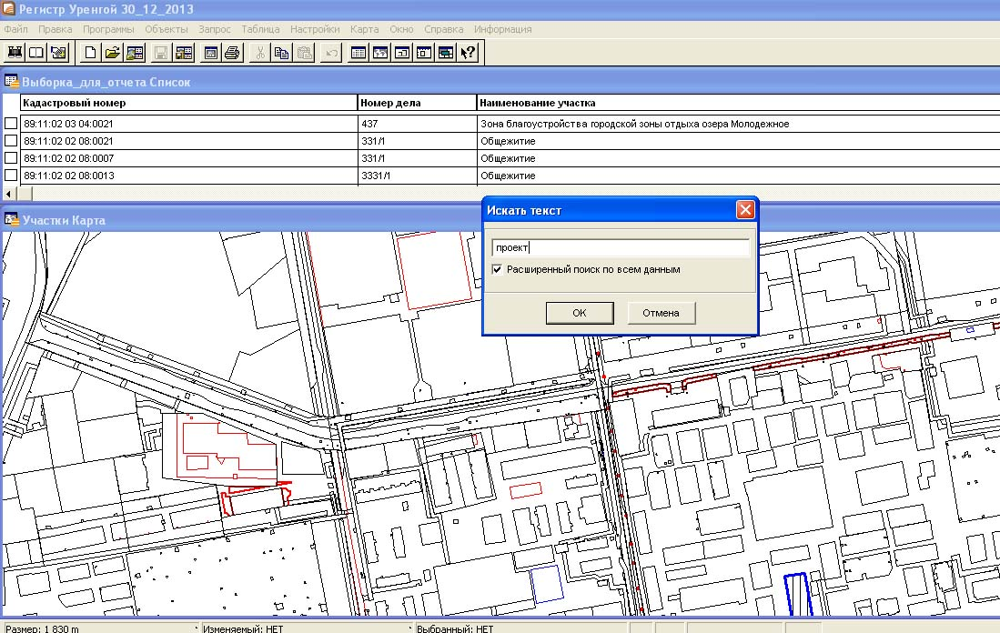 Регистр Уренгой 30_12_2013
Файл Правка Программы Объекты Запрос Таблица Настройки Карта Окно Справка Информация
Выборка_для_отчета Список
Кадастровый номер Номер дела Наименование участка
89:11:02 03 04:0021 437 Зона благоустройства городской зоны отдыха озера Молодежное
89:11:02 02 08:0021 331/1 Общежитие
89:11:02 02 08:0007 331/1 Общежитие
89:11:02 02 08:0013 3331/1 Общежитие
Участки Карта
Искать текст
проект
Расширенный поиск по всем данным
OK Отмена
Размер: 1 830 m Изменяемый: НЕТ Выбранный: НЕТ